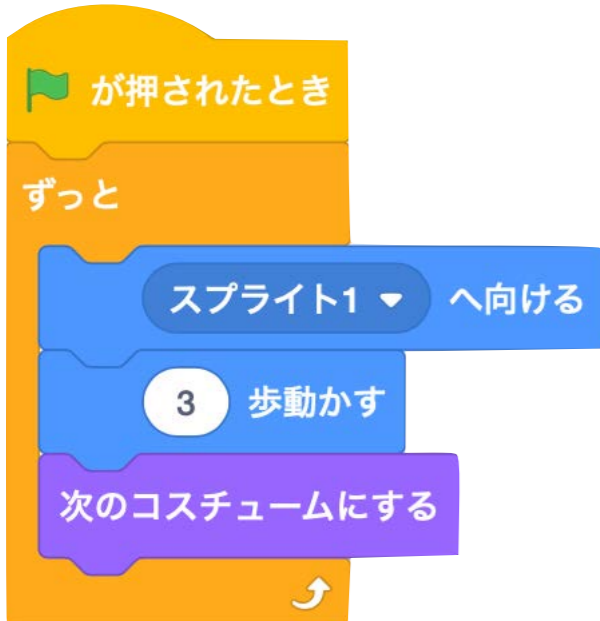 が押されたとき
ずっと
スプライト1 へ向ける
3 歩動かす
次のコスチュームにする